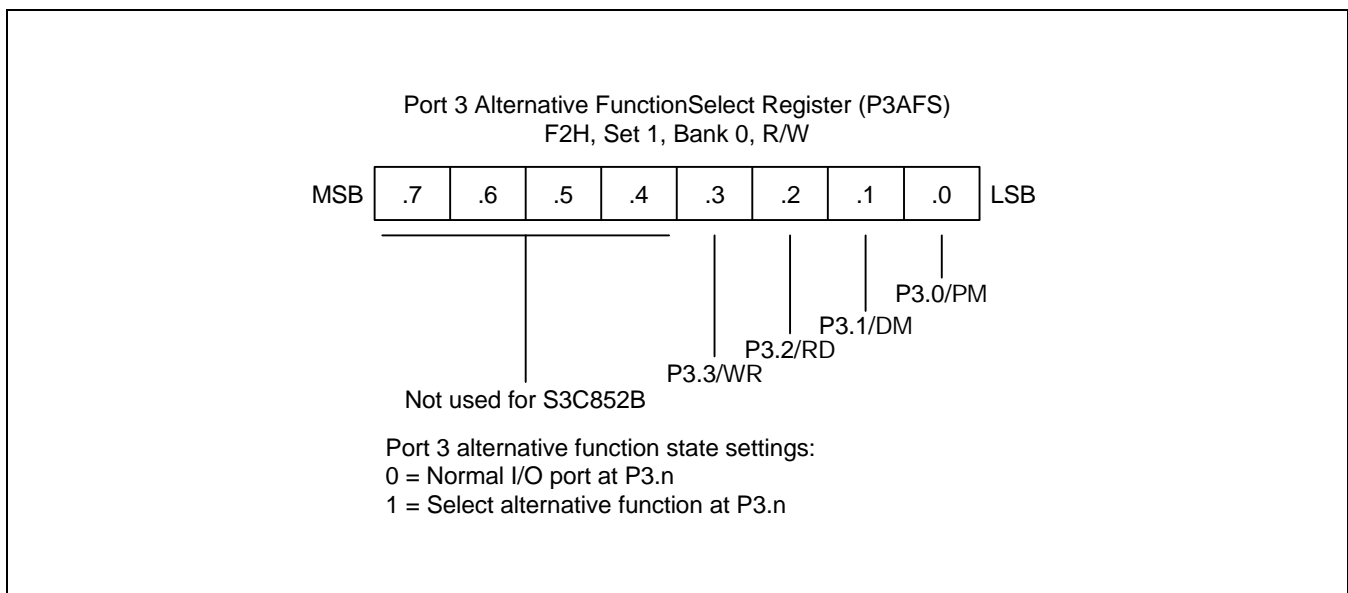 Port 3 Alternative FunctionSelect Register (P3AFS)
F2H, Set 1, Bank 0, R/W
MSB .7 .6 .5 .4 .3 .2 .1 .0 LSB
P3.0/PM
P3.1/DM
P3.2/RD
P3.3/WR
Not used for S3C852B
Port 3 alternative function state settings:
0 = Normal I/O port at P3.n
1 = Select alternative function at P3.n